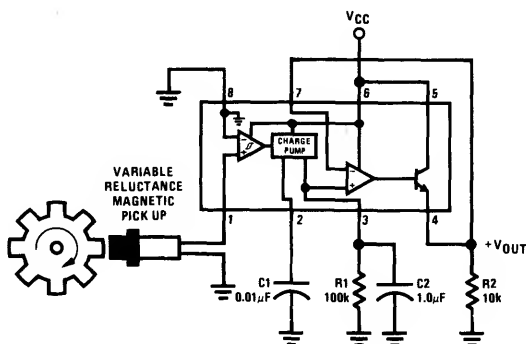 VCC
8
7
6
5
CHARGE
PUMP
VARIABLE
RELUCTANCE
MAGNETIC
PICK UP
1
2
3
4
+VOUT
C1
0.01μF
R1
100k
C2
1.0μF
R2
10k